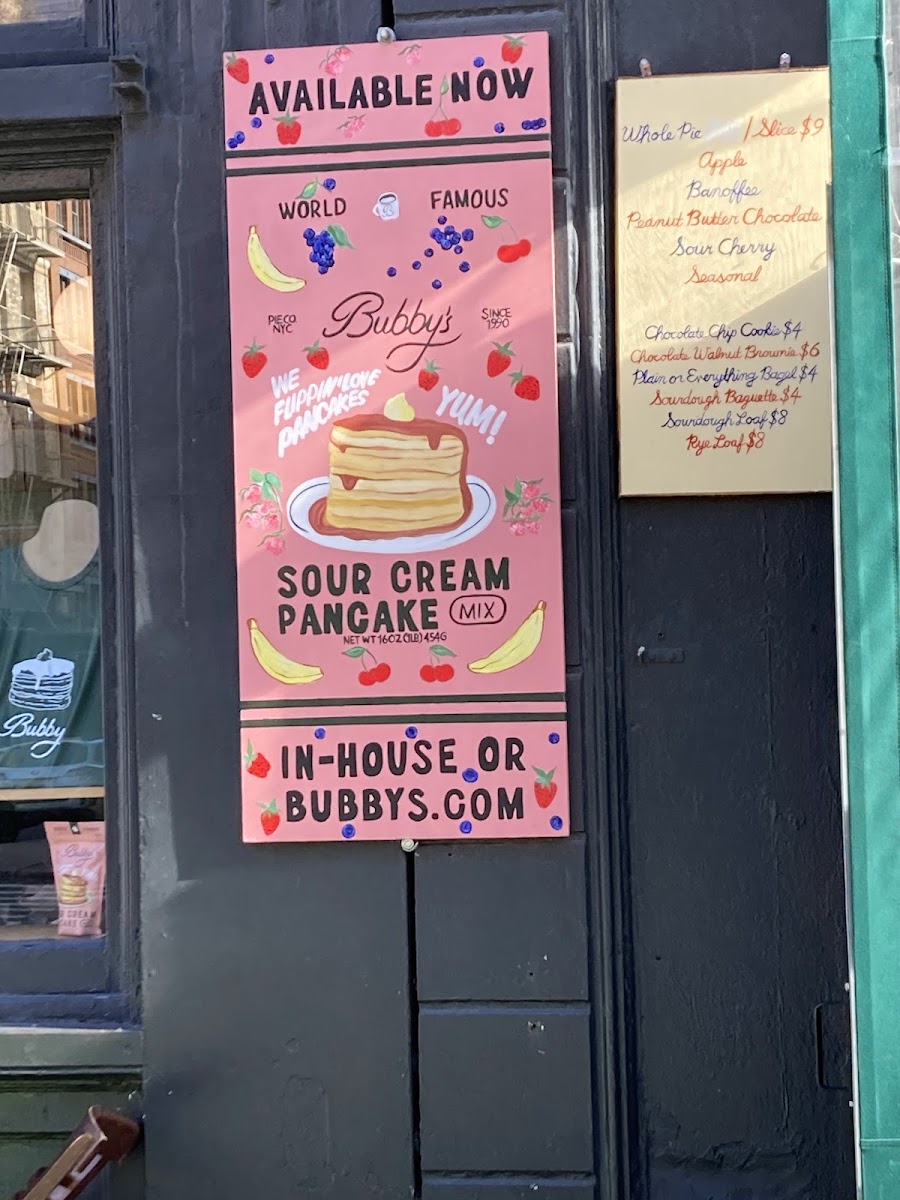 AVAILABLE NOW
WORLD FAMOUS
PIE CO. NYC
Bubby's
SINCE 1990
WE
FLIPPIN' LOVE
PANCAKES
YUM!
SOUR CREAM
PANCAKE MIX
NET WT 16OZ (1LB) 454G
IN-HOUSE OR
BUBBYS.COM
Whole Pie / Slice $9
Apple
Banoffee
Peanut Butter Chocolate
Sour Cherry
Seasonal
Chocolate Chip Cookie $4
Chocolate Walnut Brownie $6
Plain or Everything Bagel $4
Sourdough Baguette $4
Sourdough Loaf $8
Rye Loaf $8
Bubby
Bubby's
CREAM